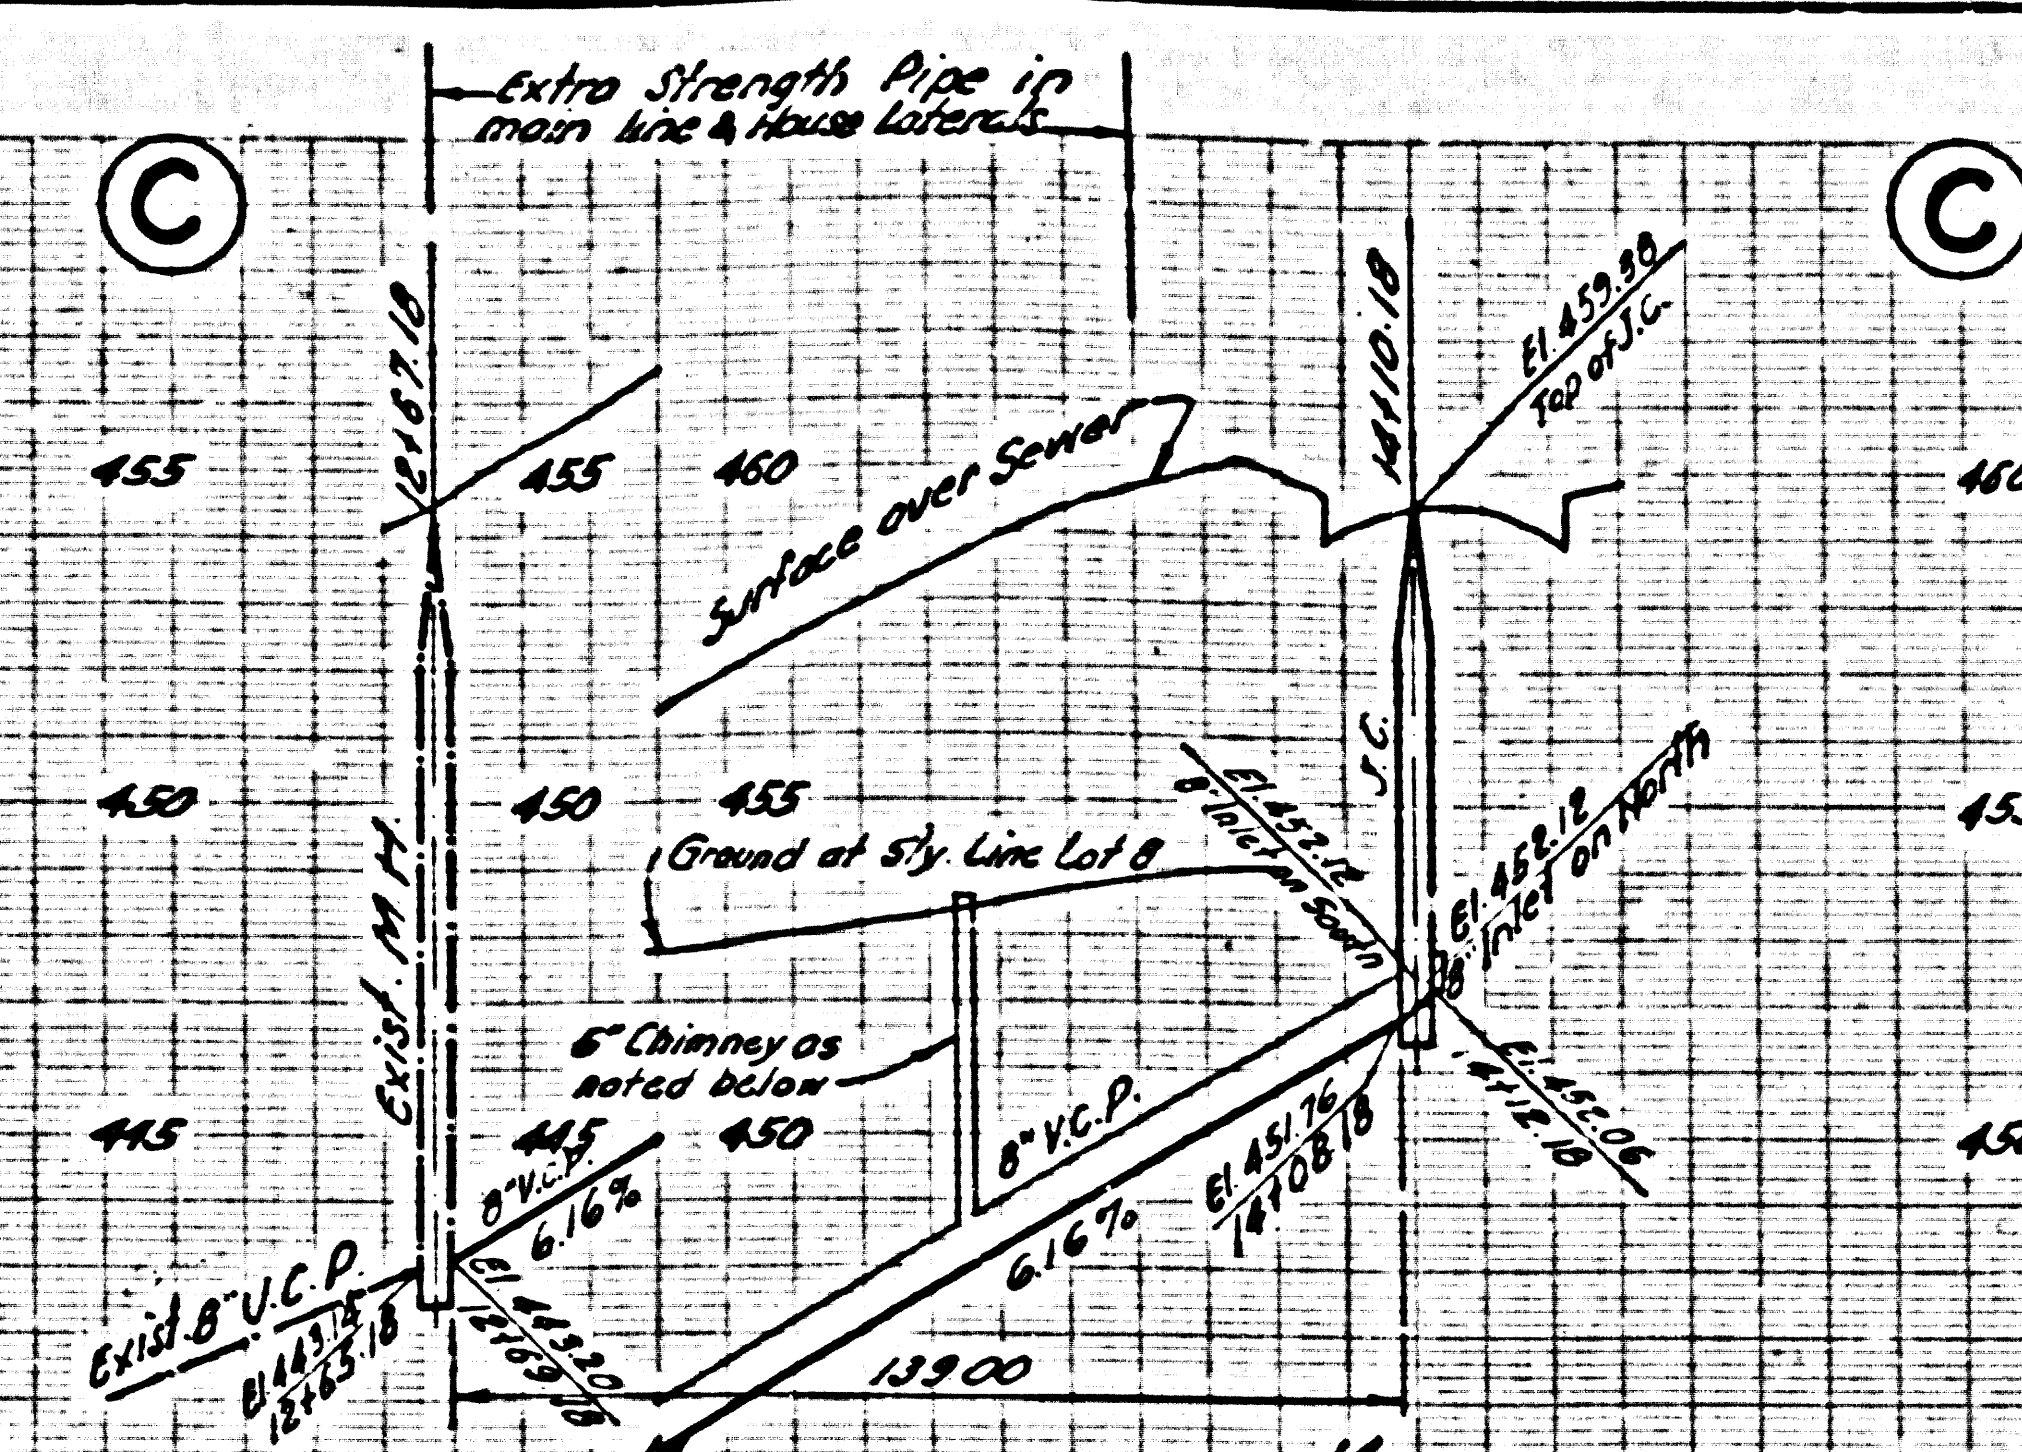 Extra Strength Pipe in
main line & House Laterals
C
C
12+67.18
14+10.18
El. 459.90
Top of J.C.
455
455
460
460
Surface over Sewer
J.C.
450
450
455
455
Exist. M.H.
Ground at Sly. Line Lot 8
El. 452.12
8" Inlet on South
El. 452.12
8" Inlet on North
6" Chimney as
noted below
445
445
450
450
8" V.C.P.
6.16%
8" V.C.P.
6.16%
El. 451.76
14+08.18
El. 452.06
14+12.18
Exist. 8" V.C.P.
El. 443.14
12+65.18
El. 443.20
12+69.18
139.00